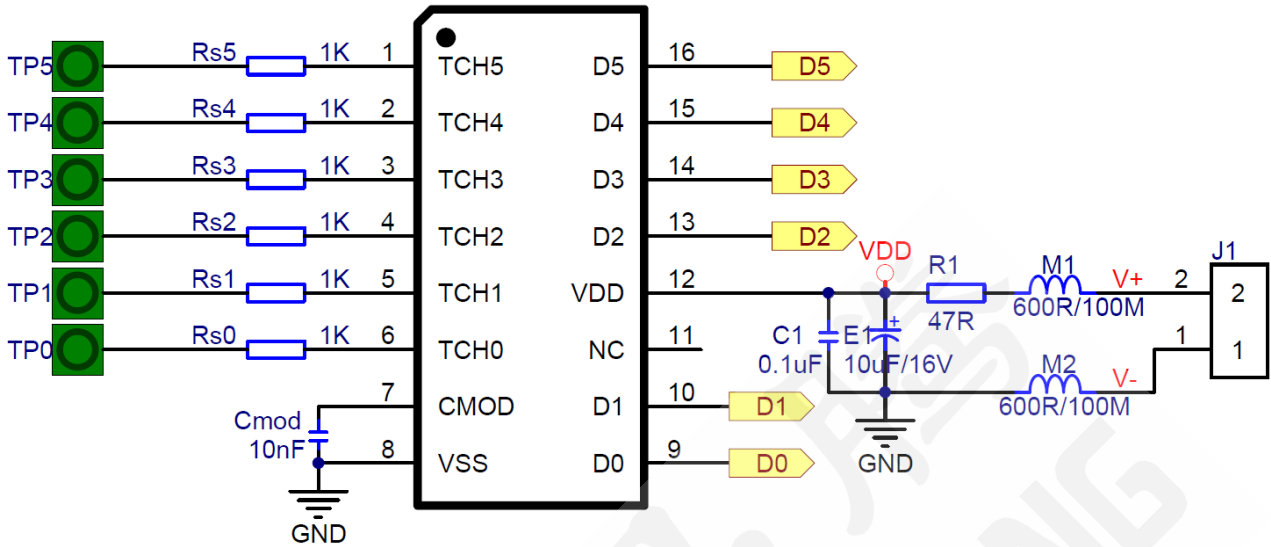 TP5 Rs5 1K 1 TCH5 D5 16 D5
TP4 Rs4 1K 2 TCH4 D4 15 D4
TP3 Rs3 1K 3 TCH3 D3 14 D3
TP2 Rs2 1K 4 TCH2 D2 13 D2
VDD J1
TP1 Rs1 1K 5 TCH1 VDD 12 R1 M1 V+ 2 2
47R 600R/100M
C1 E1 +
0.1uF 10uF/16V
TP0 Rs0 1K 6 TCH0 NC 11 1 1
M2 V-
600R/100M
7 CMOD D1 10 D1
Cmod
10nF
8 VSS D0 9 D0
GND
GND